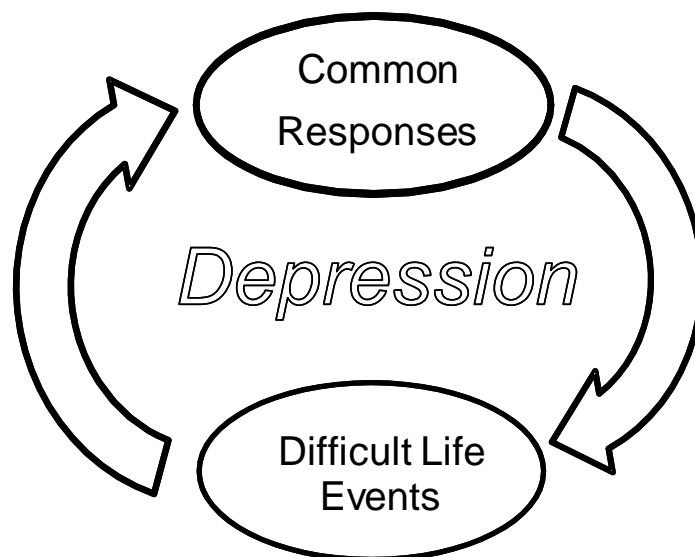 Common
Responses
Depression
Difficult Life
Events